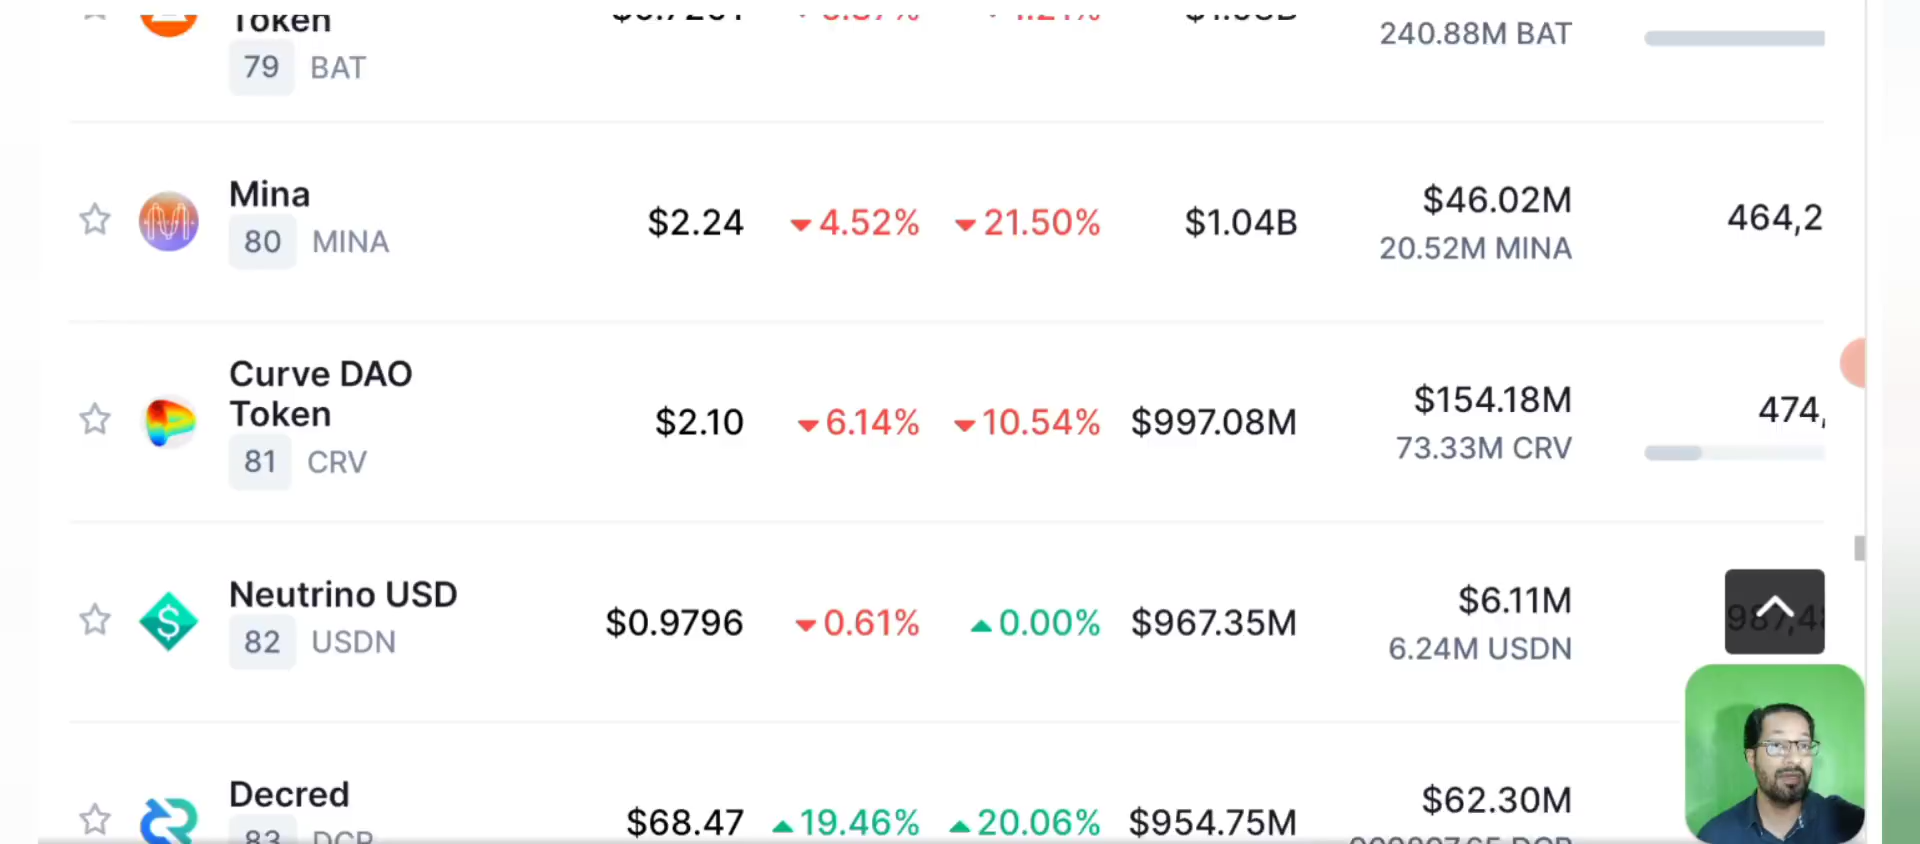 Token
79 BAT
240.88M BAT
Mina
80 MINA
$2.24 4.52% 21.50% $1.04B $46.02M 464,2
20.52M MINA
Curve DAO
Token
81 CRV
$2.10 6.14% 10.54% $997.08M $154.18M 474,
73.33M CRV
Neutrino USD
82 USDN
$0.9796 0.61% 0.00% $967.35M $6.11M
6.24M USDN
Decred
83 DCR
$68.47 19.46% 20.06% $954.75M $62.30M